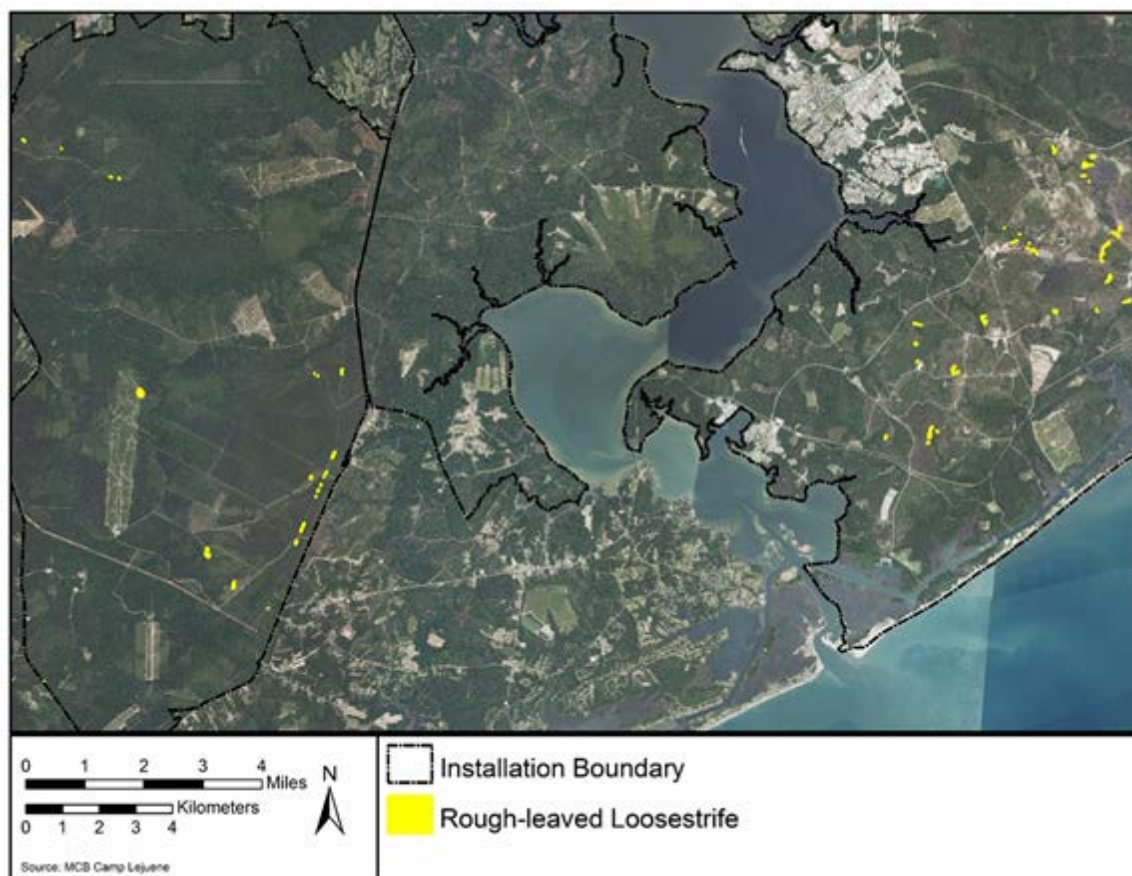 0 1 2 3 4
Miles
Kilometers
0 1 2 3 4
N
Installation Boundary
Rough-leaved Loosestrife
Source: MCB Camp Lejuene